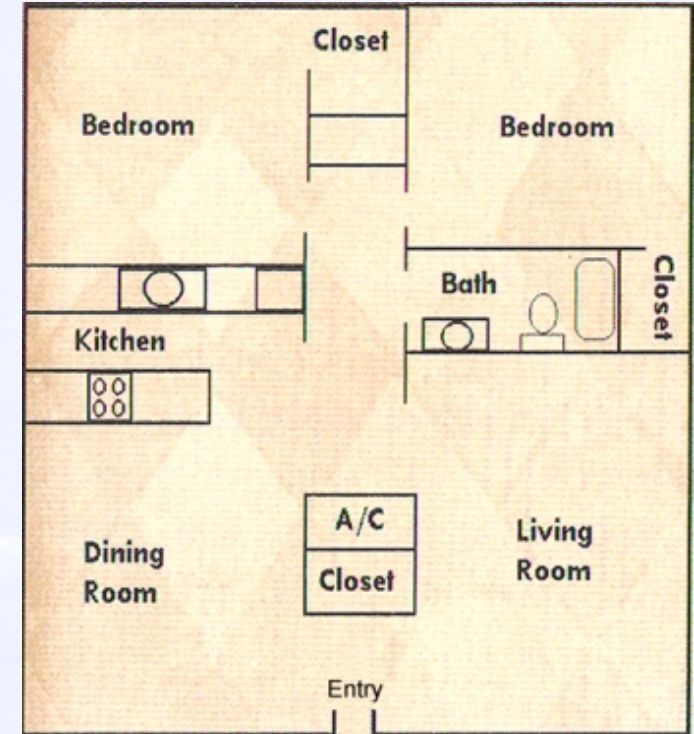 Closet
Bedroom
Bedroom
Bath
Closet
Kitchen
A/C
Closet
Dining
Room
Living
Room
Entry